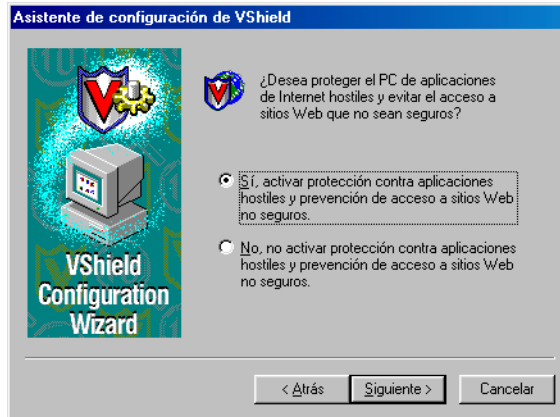 Asistente de configuración de VShield
¿Desea proteger el PC de aplicaciones
de Internet hostiles y evitar el acceso a
sitios Web que no sean seguros?
Sí, activar protección contra aplicaciones
hostiles y prevención de acceso a sitios Web
no seguros.
No, no activar protección contra aplicaciones
hostiles y prevención de acceso a sitios Web
no seguros.
VShield
Configuration
Wizard
< Atrás
Siguiente >
Cancelar